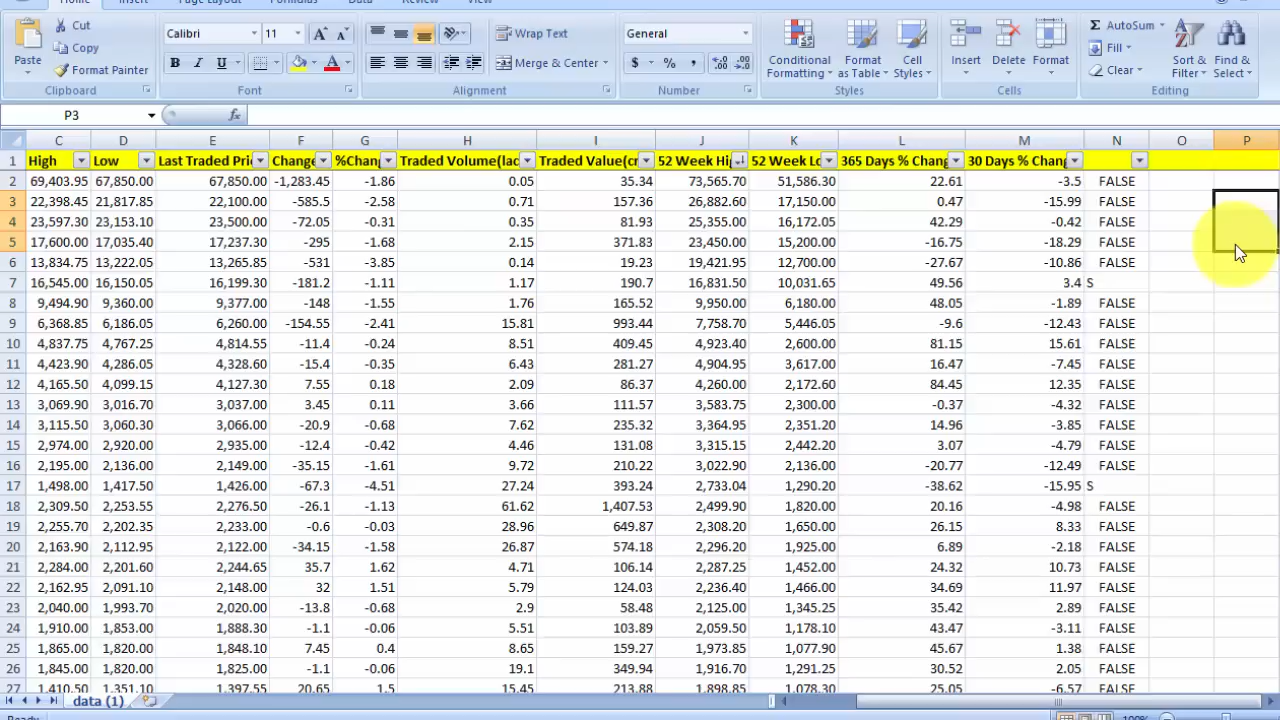 Home Insert Page Layout Formulas Data Review View
Paste Cut Copy Format Painter Clipboard
Calibri 11 A A B I U A Font
Wrap Text Merge & Center Alignment
General $ % , Number
Conditional Formatting Format as Table Cell Styles Styles
Insert Delete Format Cells
Σ AutoSum Fill Clear Sort & Filter Find & Select Editing
P3 fx
C D E F G H I J K L M N O P
1 High Low Last Traded Pri Change %Chang Traded Volume(lac Traded Value(cr 52 Week Hi 52 Week Lo 365 Days % Chang 30 Days % Chang
2 69,403.95 67,850.00 67,850.00 -1,283.45 -1.86 0.05 35.34 73,565.70 51,586.30 22.61 -3.5 FALSE
3 22,398.45 21,817.85 22,100.00 -585.5 -2.58 0.71 157.36 26,882.60 17,150.00 0.47 -15.99 FALSE
4 23,597.30 23,153.10 23,500.00 -72.05 -0.31 0.35 81.93 25,355.00 16,172.05 42.29 -0.42 FALSE
5 17,600.00 17,035.40 17,237.30 -295 -1.68 2.15 371.83 23,450.00 15,200.00 -16.75 -18.29 FALSE
6 13,834.75 13,222.05 13,265.85 -531 -3.85 0.14 19.23 19,421.95 12,700.00 -27.67 -10.86 FALSE
7 16,545.00 16,150.05 16,199.30 -181.2 -1.11 1.17 190.7 16,831.50 10,031.65 49.56 3.4 S
8 9,494.90 9,360.00 9,377.00 -148 -1.55 1.76 165.52 9,950.00 6,180.00 48.05 -1.89 FALSE
9 6,368.85 6,186.05 6,260.00 -154.55 -2.41 15.81 993.44 7,758.70 5,446.05 -9.6 -12.43 FALSE
10 4,837.75 4,767.25 4,814.55 -11.4 -0.24 8.51 409.45 4,923.40 2,600.00 81.15 15.61 FALSE
11 4,423.90 4,286.05 4,328.60 -15.4 -0.35 6.43 281.27 4,904.95 3,617.00 16.47 -7.45 FALSE
12 4,165.50 4,099.15 4,127.30 7.55 0.18 2.09 86.37 4,260.00 2,172.60 84.45 12.35 FALSE
13 3,069.90 3,016.70 3,037.00 3.45 0.11 3.66 111.57 3,583.75 2,300.00 -0.37 -4.32 FALSE
14 3,115.50 3,060.30 3,066.00 -20.9 -0.68 7.62 235.32 3,364.95 2,351.20 14.96 -3.85 FALSE
15 2,974.00 2,920.00 2,935.00 -12.4 -0.42 4.46 131.08 3,315.15 2,442.20 3.07 -4.79 FALSE
16 2,195.00 2,136.00 2,149.00 -35.15 -1.61 9.72 210.22 3,022.90 2,136.00 -20.77 -12.49 FALSE
17 1,498.00 1,417.50 1,426.00 -67.3 -4.51 27.24 393.24 2,733.04 1,290.20 -38.62 -15.95 S
18 2,309.50 2,253.55 2,276.50 -26.1 -1.13 61.62 1,407.53 2,499.90 1,820.00 20.16 -4.98 FALSE
19 2,255.70 2,202.35 2,233.00 -0.6 -0.03 28.96 649.87 2,308.20 1,650.00 26.15 8.33 FALSE
20 2,163.90 2,112.95 2,122.00 -34.15 -1.58 26.87 574.18 2,296.20 1,925.00 6.89 -2.18 FALSE
21 2,284.00 2,201.60 2,244.65 35.7 1.62 4.71 106.14 2,287.25 1,452.00 24.32 10.73 FALSE
22 2,162.95 2,091.10 2,148.00 32 1.51 5.79 124.03 2,236.40 1,466.00 34.69 11.97 FALSE
23 2,040.00 1,993.70 2,020.00 -13.8 -0.68 2.9 58.48 2,125.00 1,345.25 35.42 2.89 FALSE
24 1,910.00 1,853.00 1,888.30 -1.1 -0.06 5.51 103.89 2,059.50 1,178.10 43.47 -3.11 FALSE
25 1,865.00 1,820.00 1,848.10 7.45 0.4 8.65 159.27 1,973.85 1,077.90 45.67 1.38 FALSE
26 1,845.00 1,820.00 1,825.00 -1.1 -0.06 19.1 349.94 1,916.70 1,291.25 30.52 2.05 FALSE
27 1,410.50 1,351.10 1,397.55 20.65 1.5 15.45 213.88 1,898.85 1,078.30 25.05 -6.57 FALSE
data (1)
Ready 100%